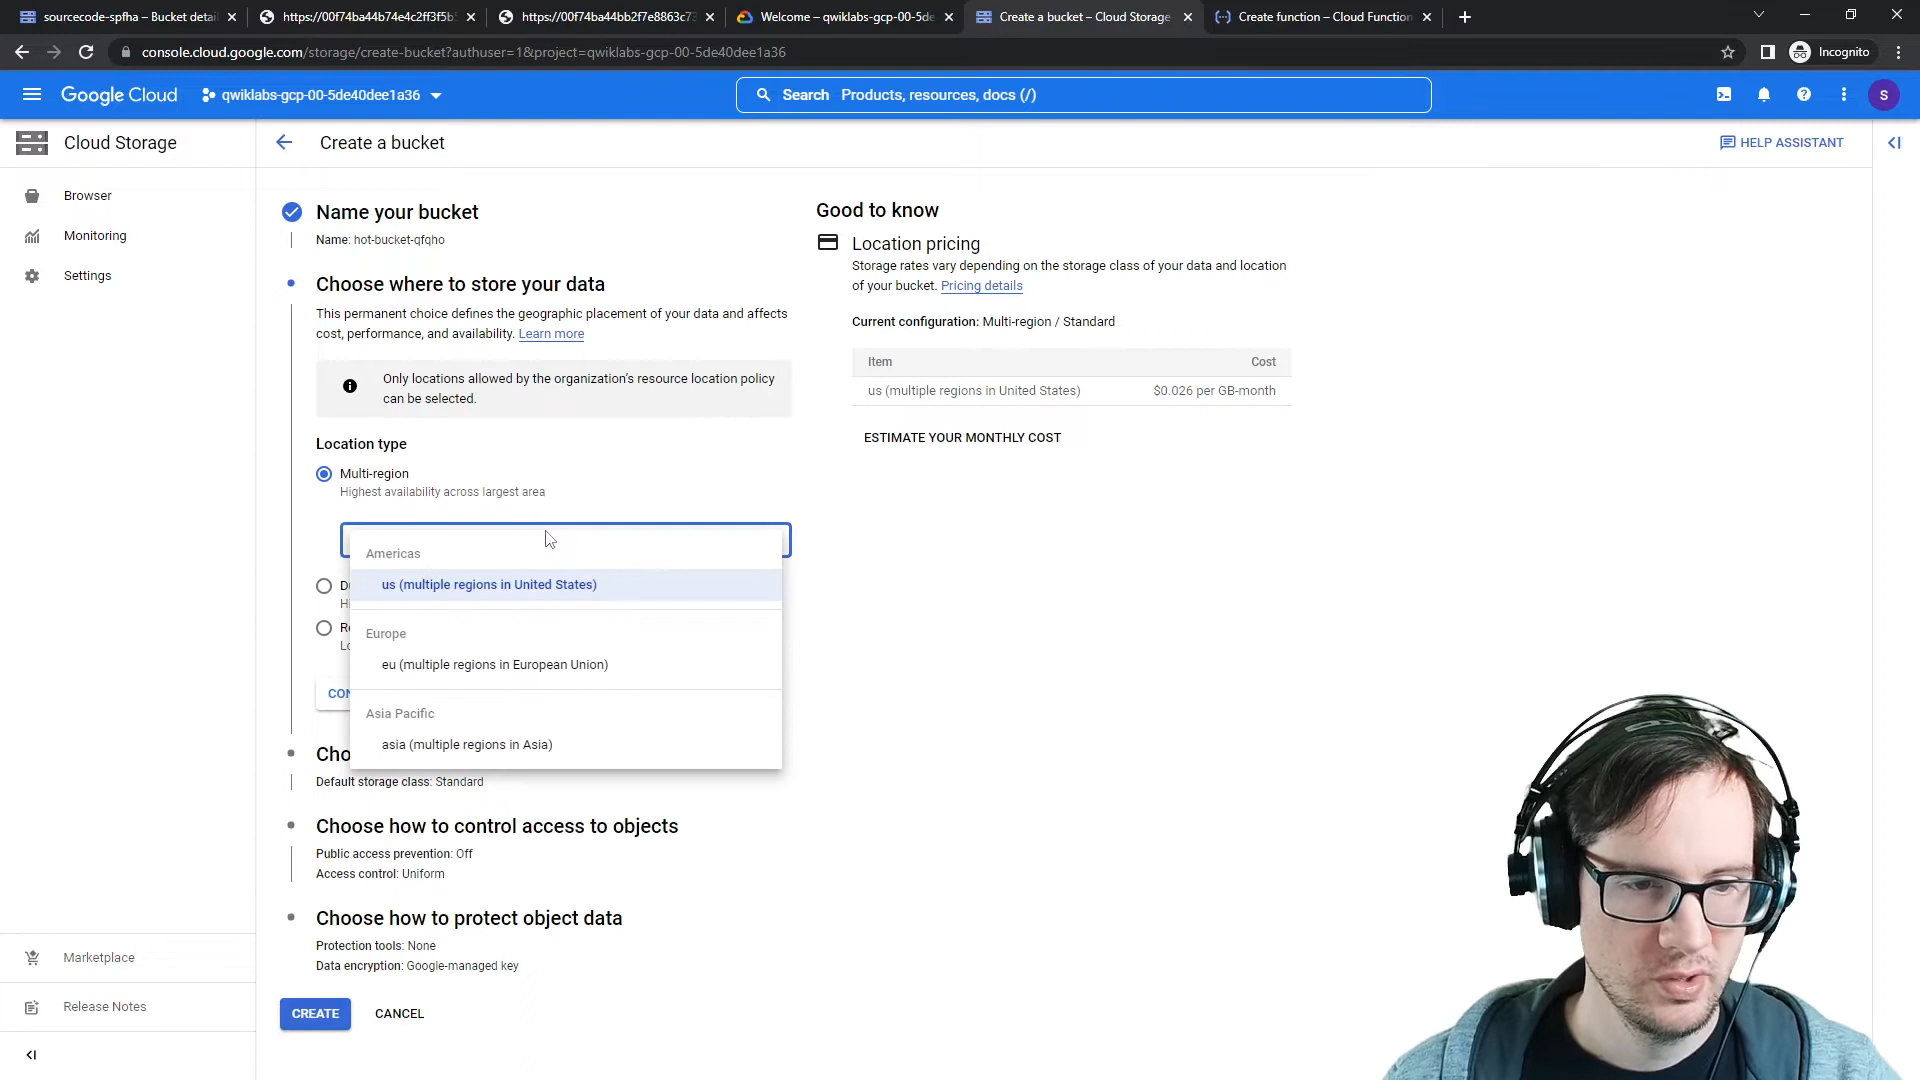 sourcecode-spfha – Bucket detai
https://00f74ba44b74e4c2ff3f5b
https://00f74ba44bb2f7e8863c73
Welcome – qwiklabs-gcp-00-5de
Create a bucket – Cloud Storage
Create function – Cloud Function
console.cloud.google.com/storage/create-bucket?authuser=1&project=qwiklabs-gcp-00-5de40dee1a36
Incognito
Google Cloud
qwiklabs-gcp-00-5de40dee1a36
Search Products, resources, docs (/)
S
Cloud Storage
Create a bucket
HELP ASSISTANT
Browser
Monitoring
Settings
Marketplace
Release Notes
Name your bucket
Name: hot-bucket-qfqho
Choose where to store your data
This permanent choice defines the geographic placement of your data and affects
cost, performance, and availability. Learn more
Only locations allowed by the organization's resource location policy
can be selected.
Location type
Multi-region
Highest availability across largest area
Americas
us (multiple regions in United States)
Europe
eu (multiple regions in European Union)
Asia Pacific
asia (multiple regions in Asia)
Default storage class: Standard
Choose how to control access to objects
Public access prevention: Off
Access control: Uniform
Choose how to protect object data
Protection tools: None
Data encryption: Google-managed key
CREATE
CANCEL
Good to know
Location pricing
Storage rates vary depending on the storage class of your data and location
of your bucket. Pricing details
Current configuration: Multi-region / Standard
Item Cost
us (multiple regions in United States) $0.026 per GB-month
ESTIMATE YOUR MONTHLY COST